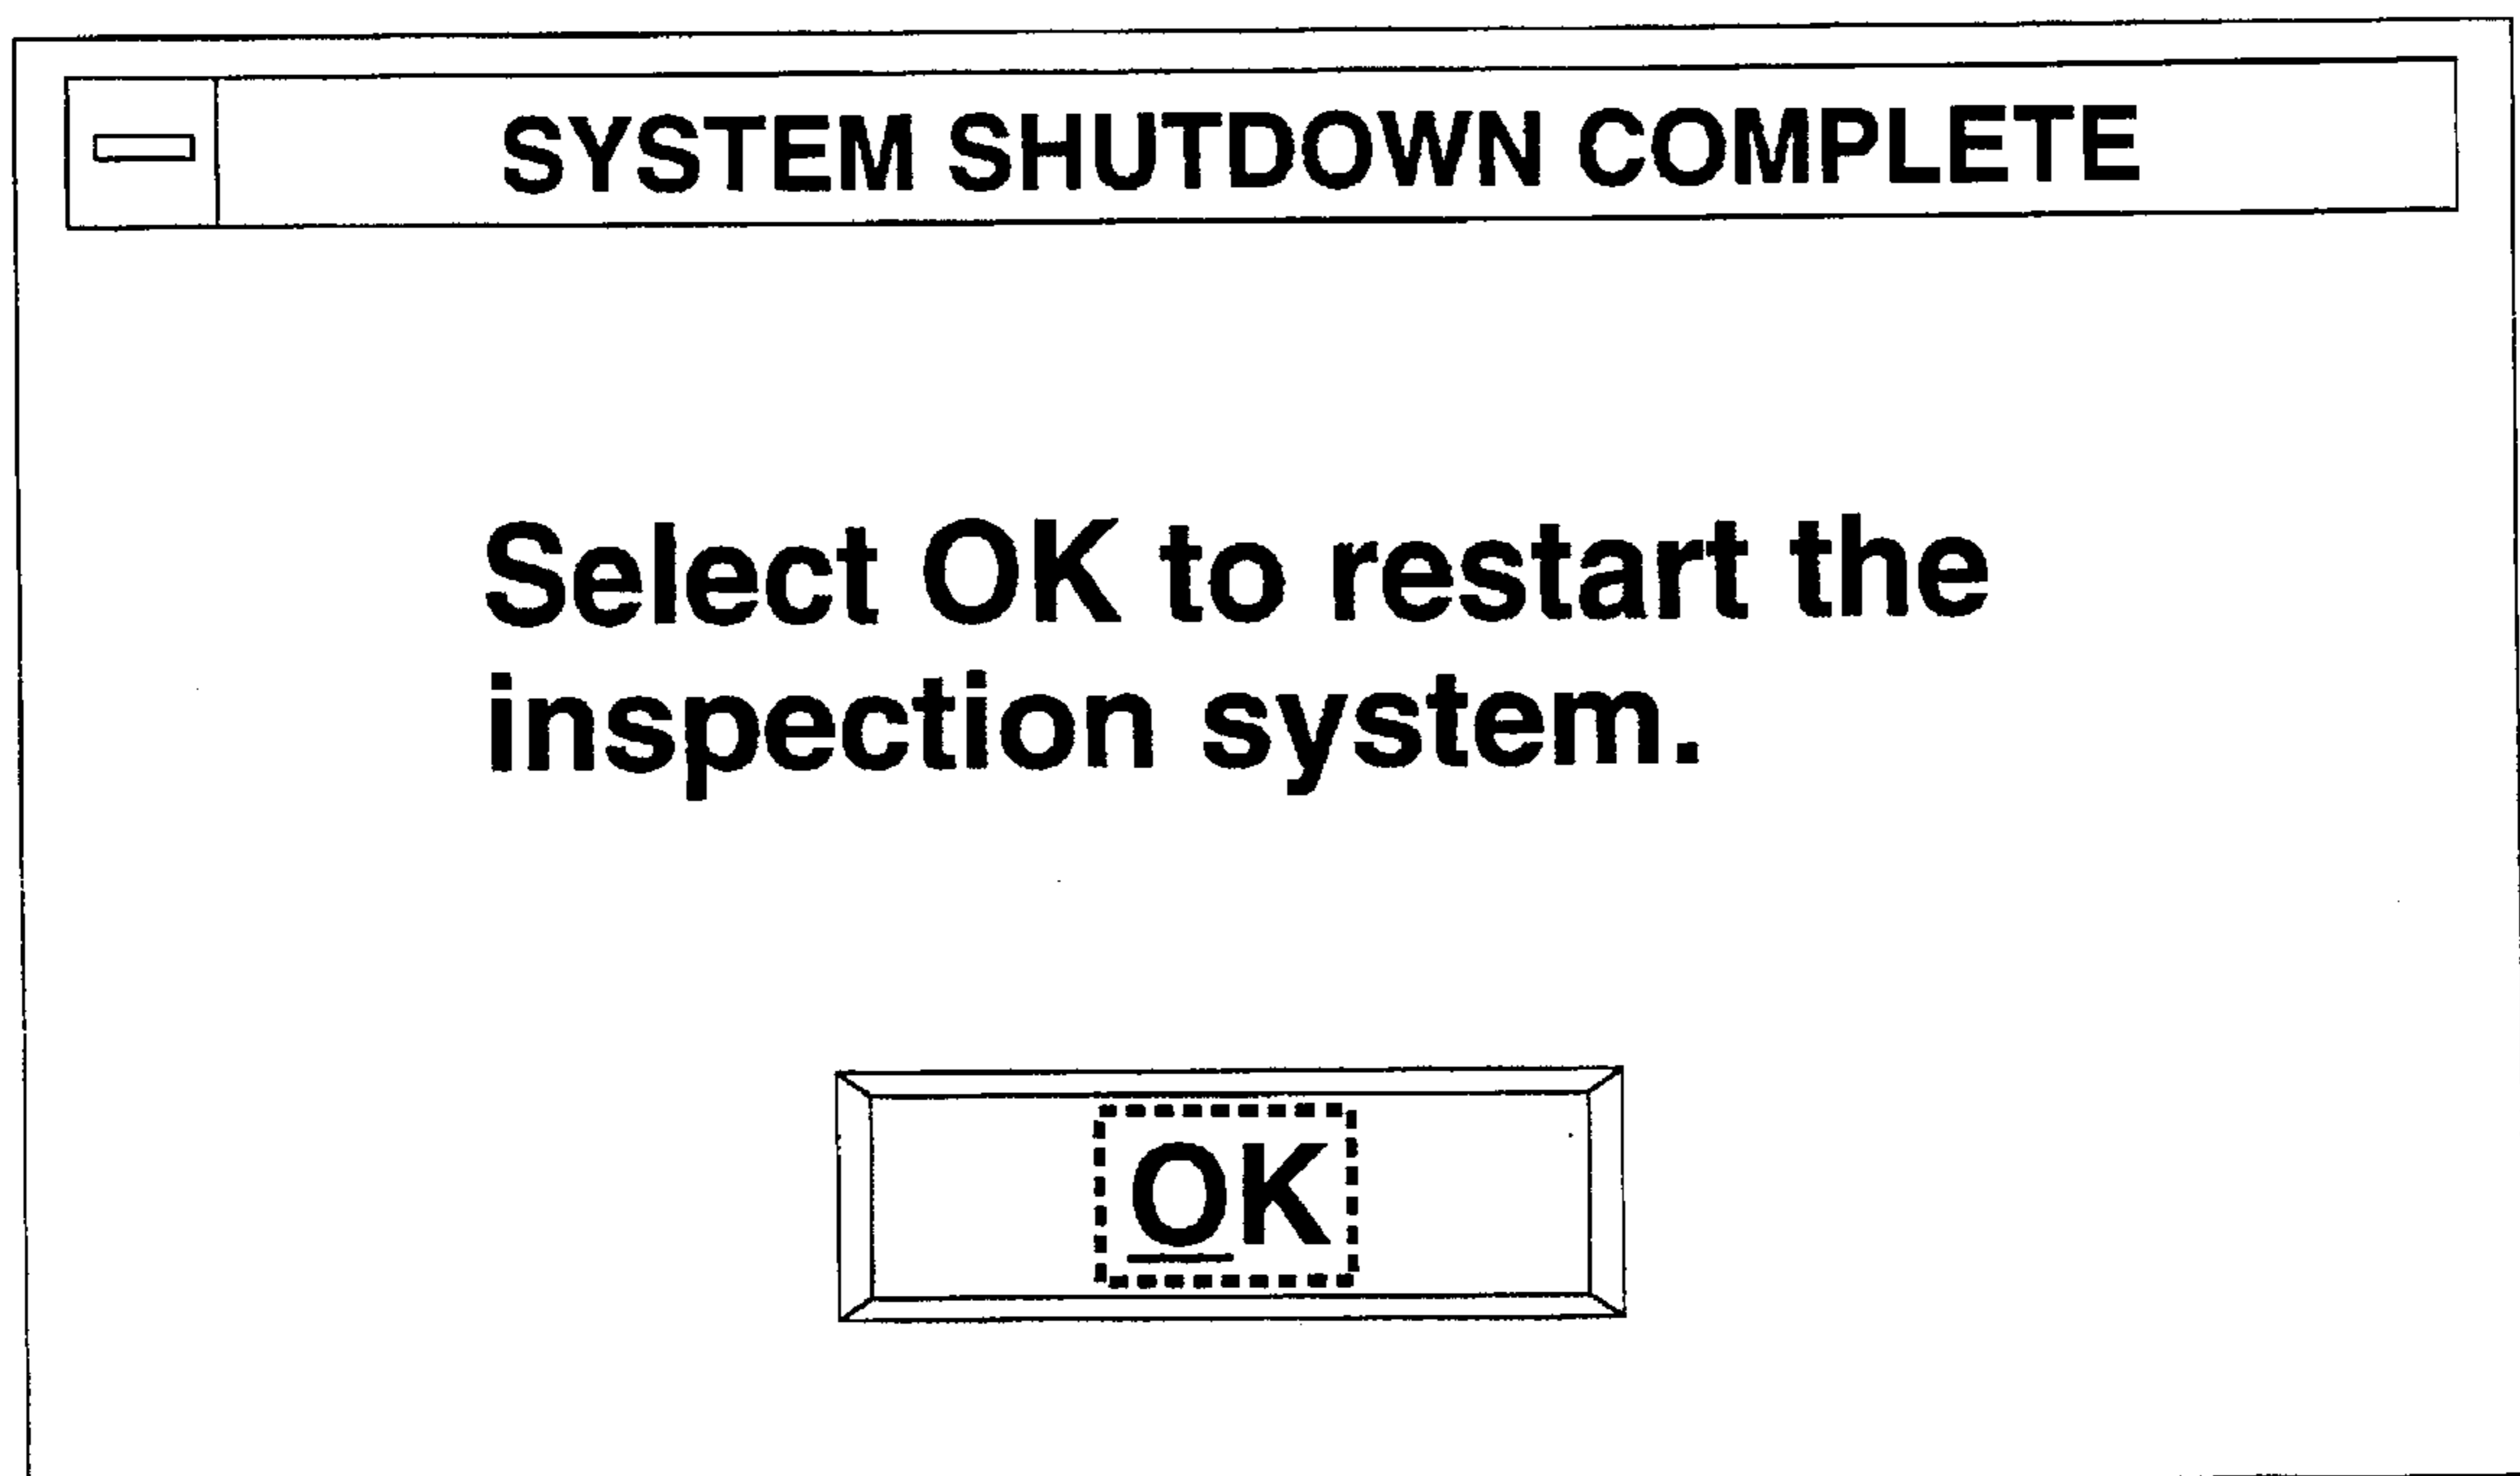 SYSTEM SHUTDOWN COMPLETE
Select OK to restart the
inspection system.
OK